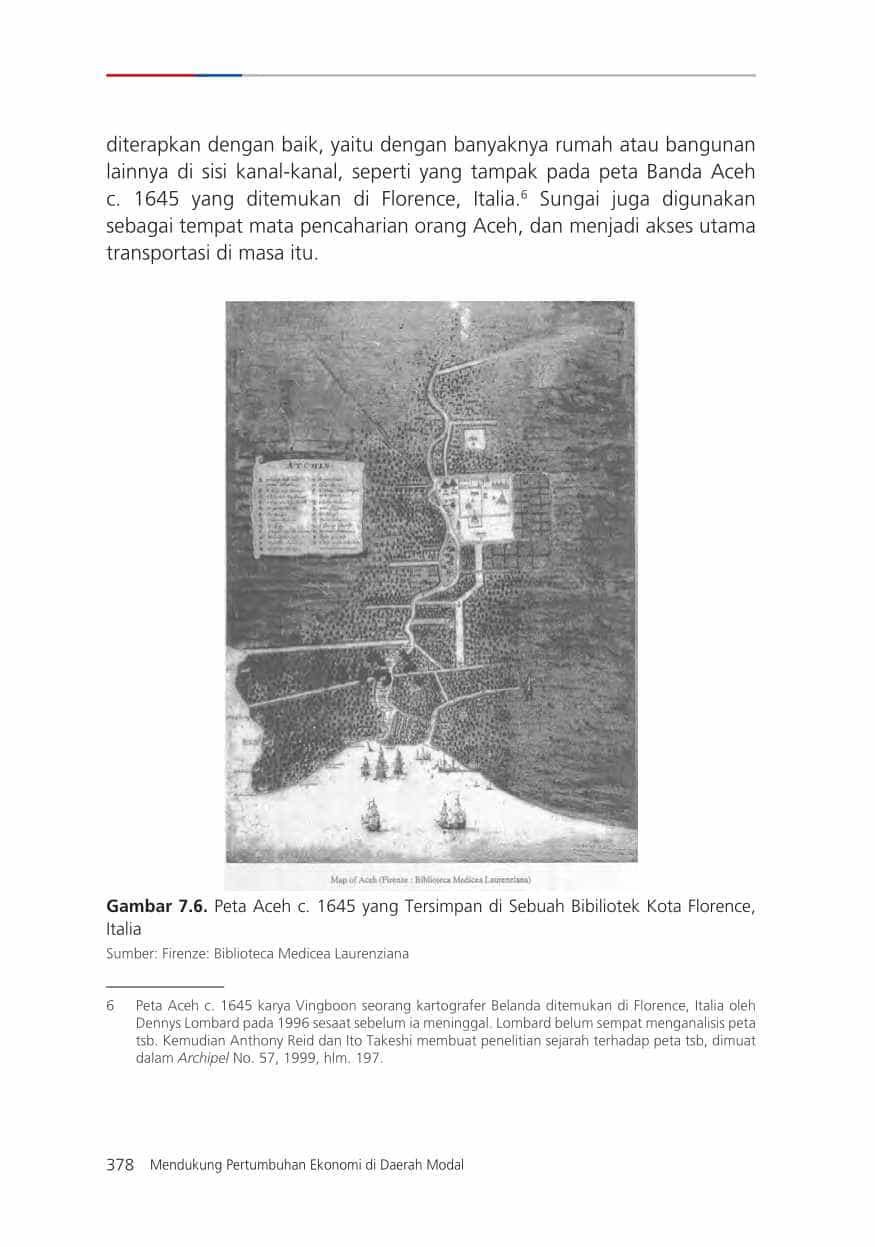 diterapkan dengan baik, yaitu dengan banyaknya rumah atau bangunan
lainnya di sisi kanal-kanal, seperti yang tampak pada peta Banda Aceh
c. 1645 yang ditemukan di Florence, Italia.6 Sungai juga digunakan
sebagai tempat mata pencaharian orang Aceh, dan menjadi akses utama
transportasi di masa itu.
ATCHIN
Map of Aceh (Firenze : Biblioteca Medicea Laurenziana)
Gambar 7.6. Peta Aceh c. 1645 yang Tersimpan di Sebuah Bibiliotek Kota Florence,
Italia
Sumber: Firenze: Biblioteca Medicea Laurenziana
6 Peta Aceh c. 1645 karya Vingboon seorang kartografer Belanda ditemukan di Florence, Italia oleh
Dennys Lombard pada 1996 sesaat sebelum ia meninggal. Lombard belum sempat menganalisis peta
tsb. Kemudian Anthony Reid dan Ito Takeshi membuat penelitian sejarah terhadap peta tsb, dimuat
dalam Archipel No. 57, 1999, hlm. 197.
378 Mendukung Pertumbuhan Ekonomi di Daerah Modal